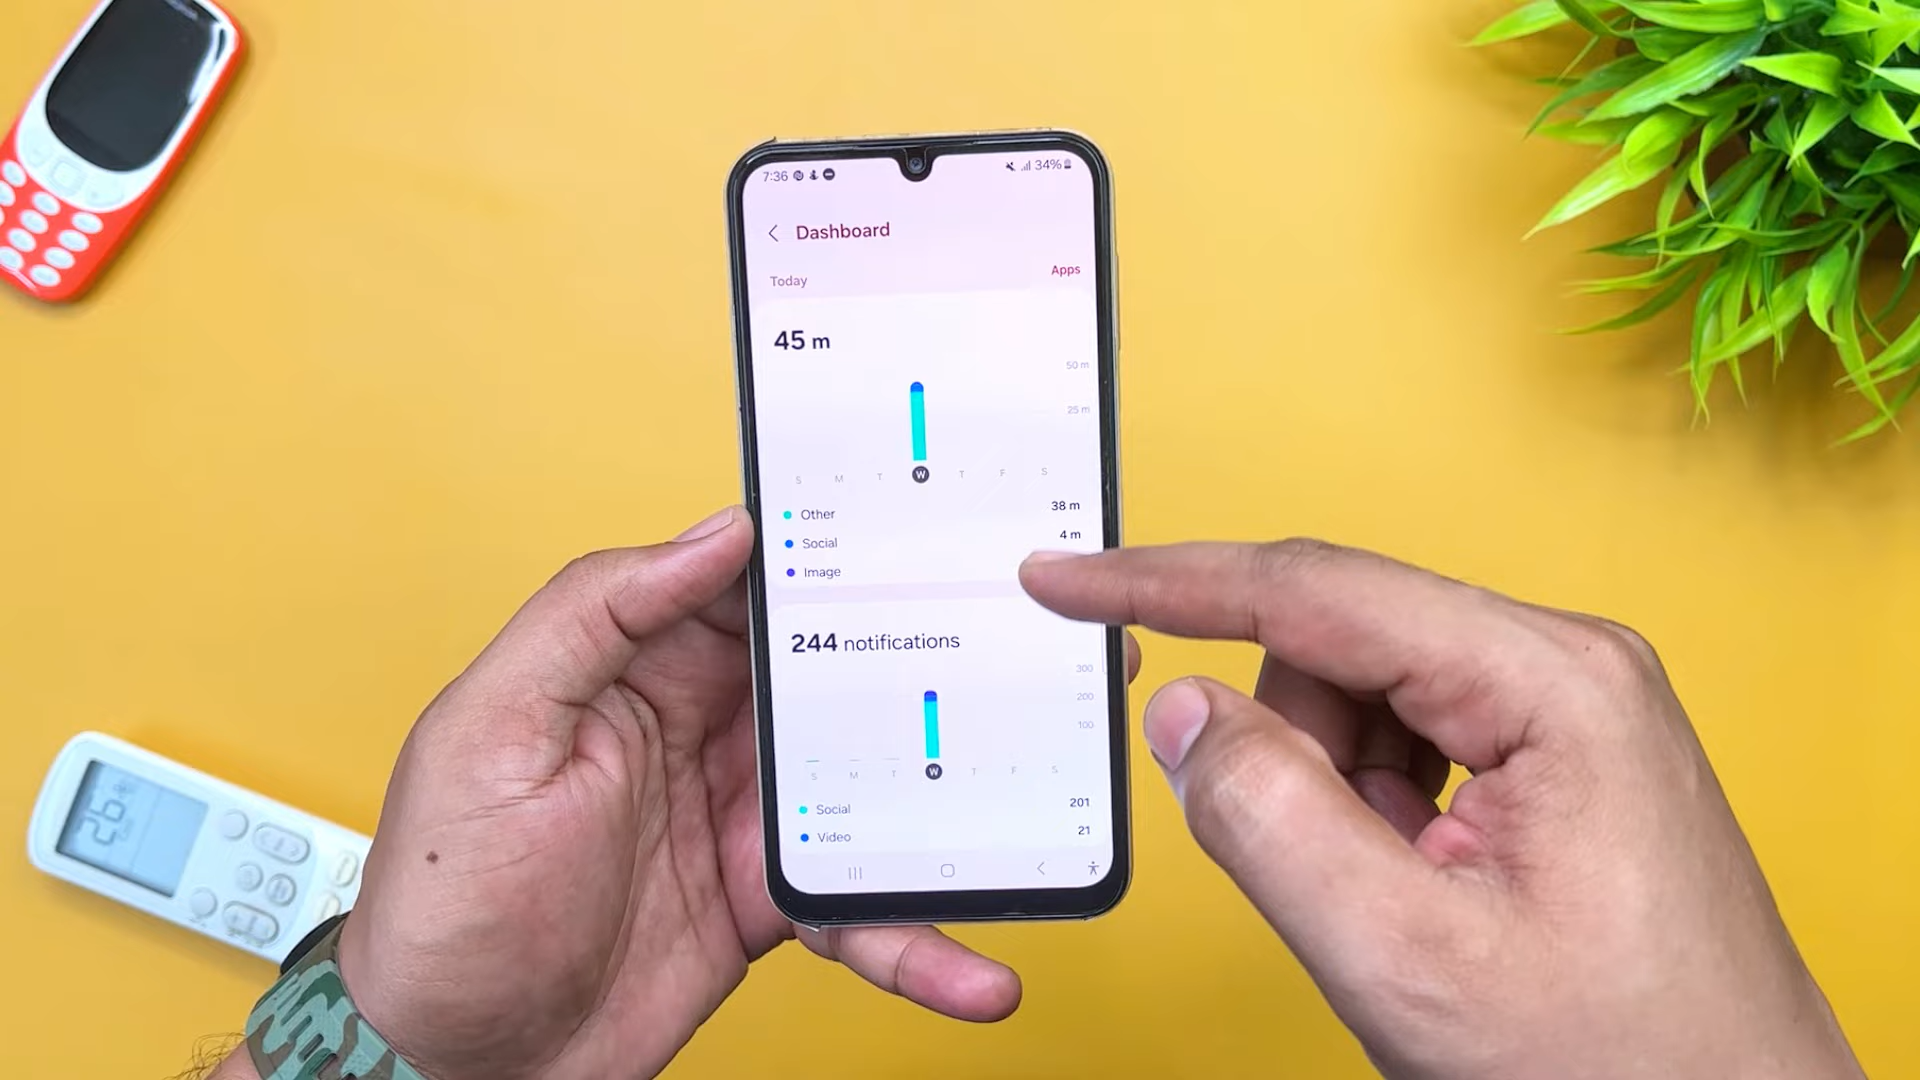 7:36
34%
Dashboard
Today
Apps
45 m
50 m
25 m
S M T W T F S
Other 38 m
Social 4 m
Image
244 notifications
300
200
100
S M T W T F S
Social 201
Video 21
26